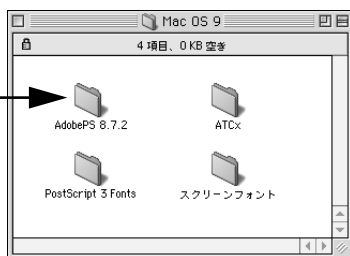 Mac OS 9
4 項目、0 KB 空き
AdobePS 8.7.2
ATCx
PostScript 3 Fonts
スクリーンフォント